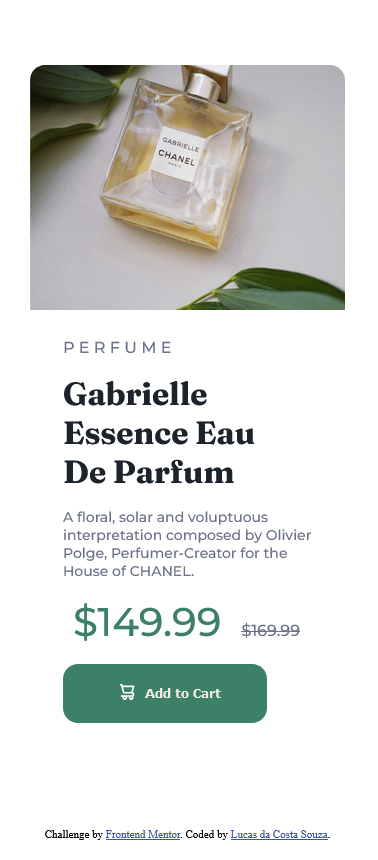 GABRIELLE
CHANEL
PARIS
PERFUME
Gabrielle
Essence Eau
De Parfum
A floral, solar and voluptuous
interpretation composed by Olivier
Polge, Perfumer-Creator for the
House of CHANEL.
$149.99 $169.99
Add to Cart
Challenge by Frontend Mentor. Coded by Lucas da Costa Souza.